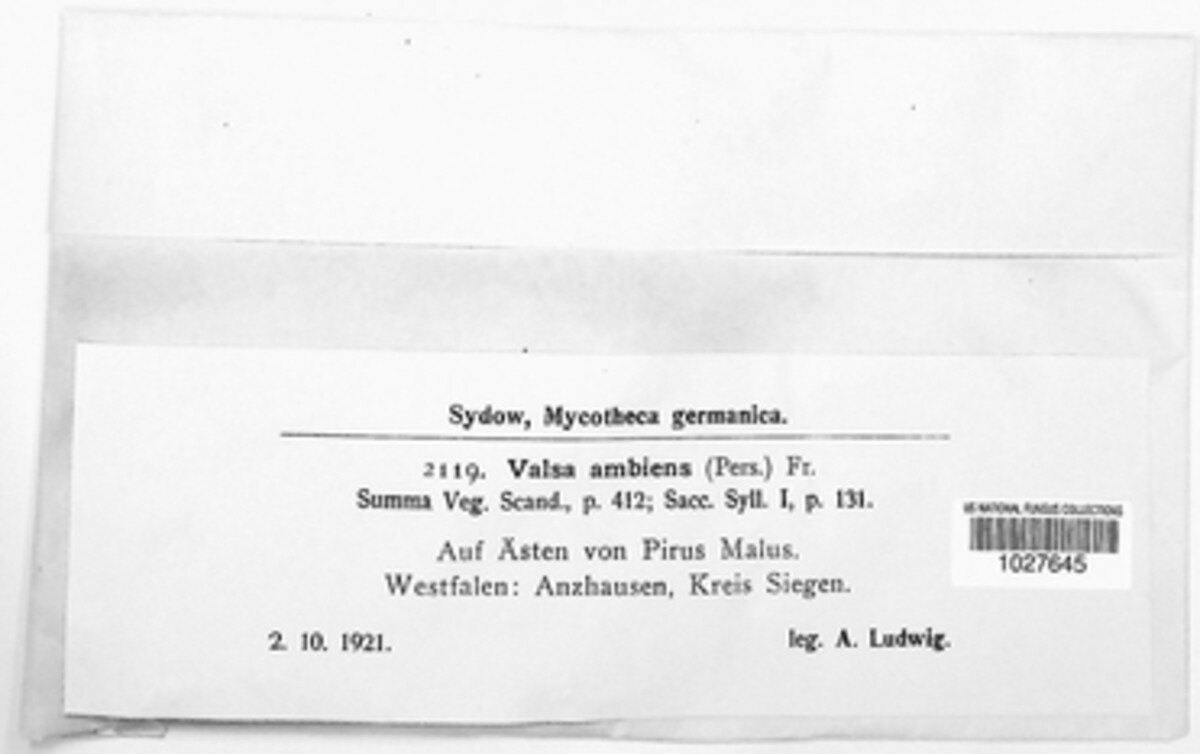 Sydow, Mycotheca germanica.
2119. Valsa ambiens (Pers.) Fr.
Summa Veg. Scand., p. 412; Sacc. Syll. I, p. 131.
Auf Ästen von Pirus Malus.
Westfalen: Anzhausen, Kreis Siegen.
2. 10. 1921. leg. A. Ludwig.
US NATIONAL FUNGUS COLLECTIONS
1027645